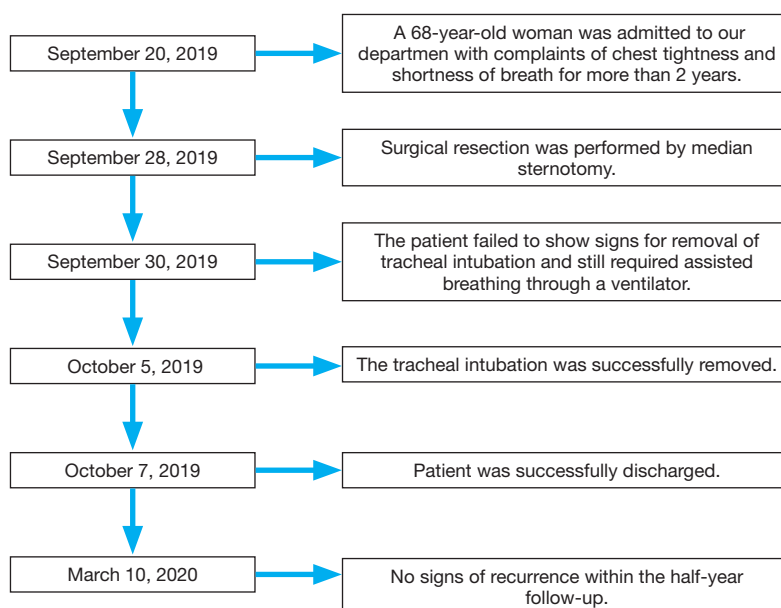 September 20, 2019
A 68-year-old woman was admitted to our
departmen with complaints of chest tightness and
shortness of breath for more than 2 years.
September 28, 2019
Surgical resection was performed by median
sternotomy.
September 30, 2019
The patient failed to show signs for removal of
tracheal intubation and still required assisted
breathing through a ventilator.
October 5, 2019
The tracheal intubation was successfully removed.
October 7, 2019
Patient was successfully discharged.
March 10, 2020
No signs of recurrence within the half-year
follow-up.